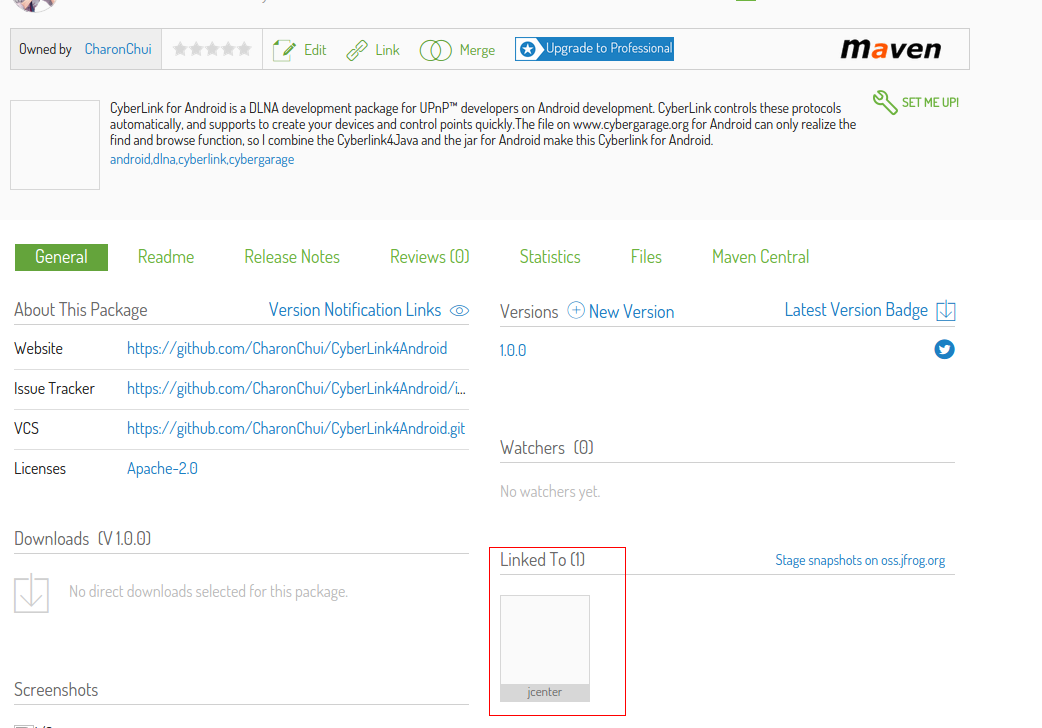 Owned by CharonChui Edit Link Merge Upgrade to Professional maven
CyberLink for Android is a DLNA development package for UPnP™ developers on Android development. CyberLink controls these protocols
automatically, and supports to create your devices and control points quickly.The file on www.cybergarage.org for Android can only realize the
find and browse function, so I combine the Cyberlink4Java and the jar for Android make this Cyberlink for Android.
android,dlna,cyberlink,cybergarage
SET ME UP!
General Readme Release Notes Reviews (0) Statistics Files Maven Central
About This Package Version Notification Links
Website https://github.com/CharonChui/CyberLink4Android
Issue Tracker https://github.com/CharonChui/CyberLink4Android/i...
VCS https://github.com/CharonChui/CyberLink4Android.git
Licenses Apache-2.0
Downloads (V 1.0.0)
No direct downloads selected for this package.
Screenshots
Versions New Version Latest Version Badge
1.0.0
Watchers (0)
No watchers yet.
Linked To (1) Stage snapshots on oss.jfrog.org
jcenter